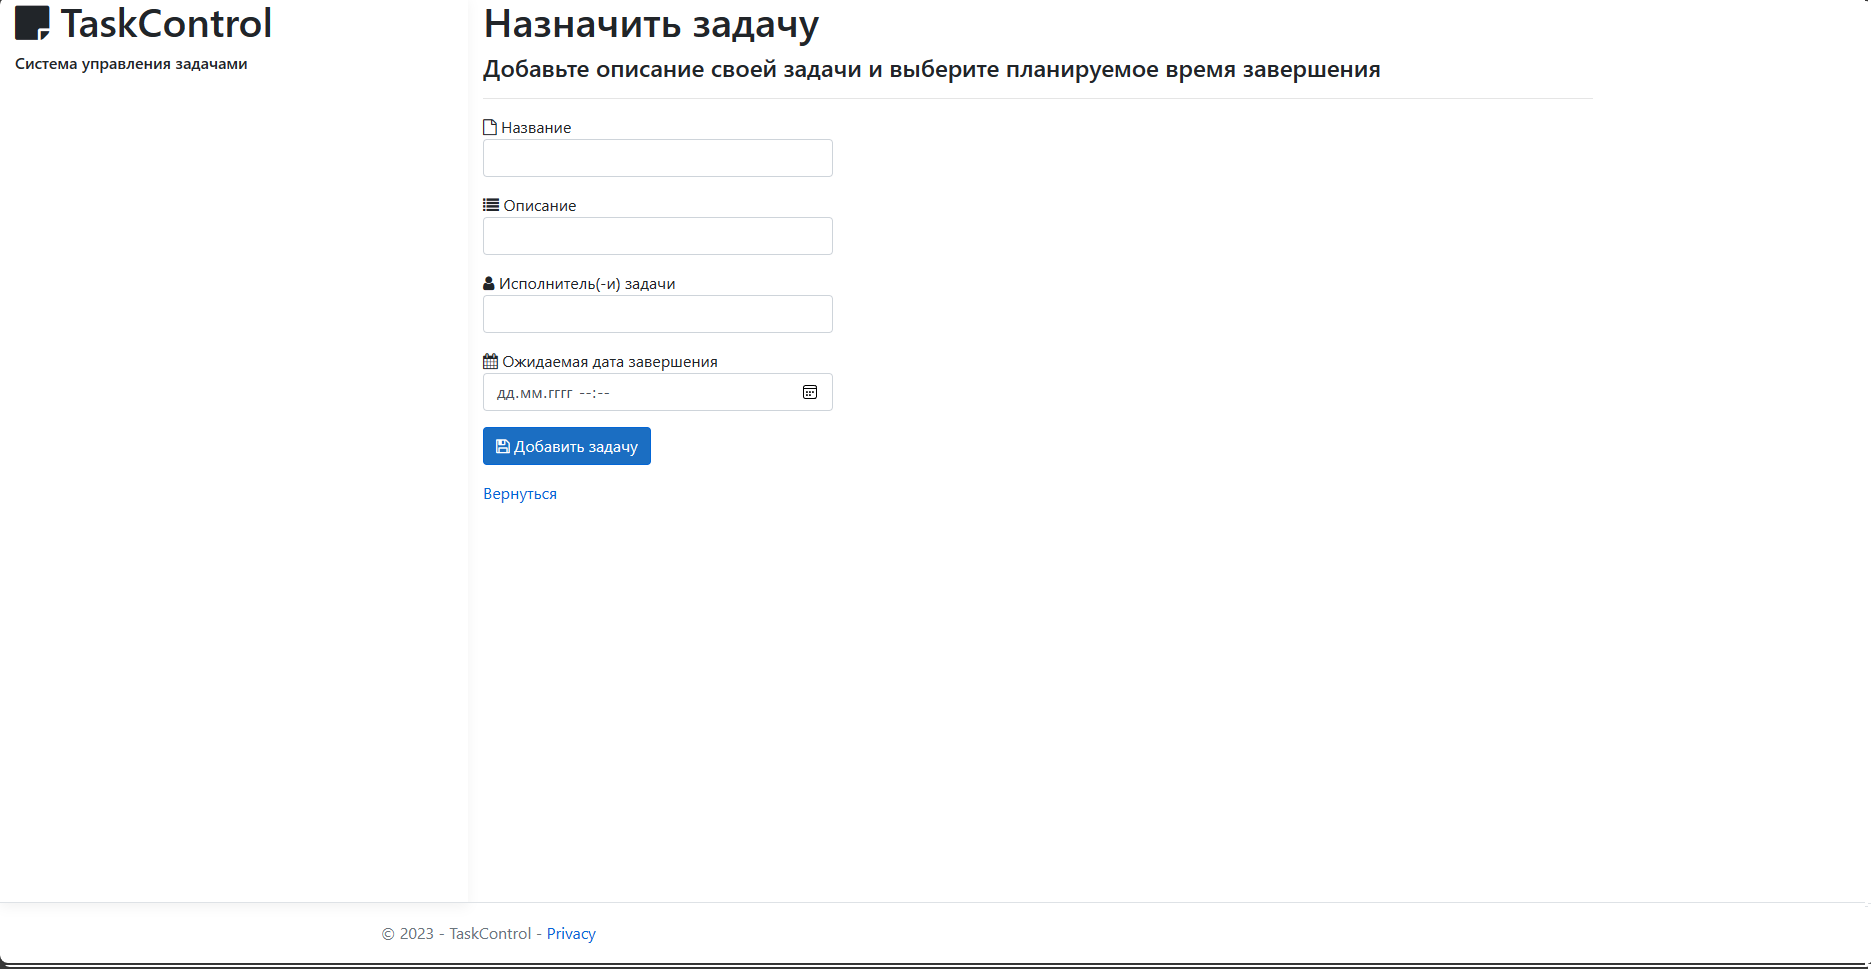 TaskControl
Система управления задачами
Назначить задачу
Добавьте описание своей задачи и выберите планируемое время завершения
Название
Описание
Исполнитель(-и) задачи
Ожидаемая дата завершения
дд.мм.гггг --:--
Добавить задачу
Вернуться
© 2023 - TaskControl - Privacy